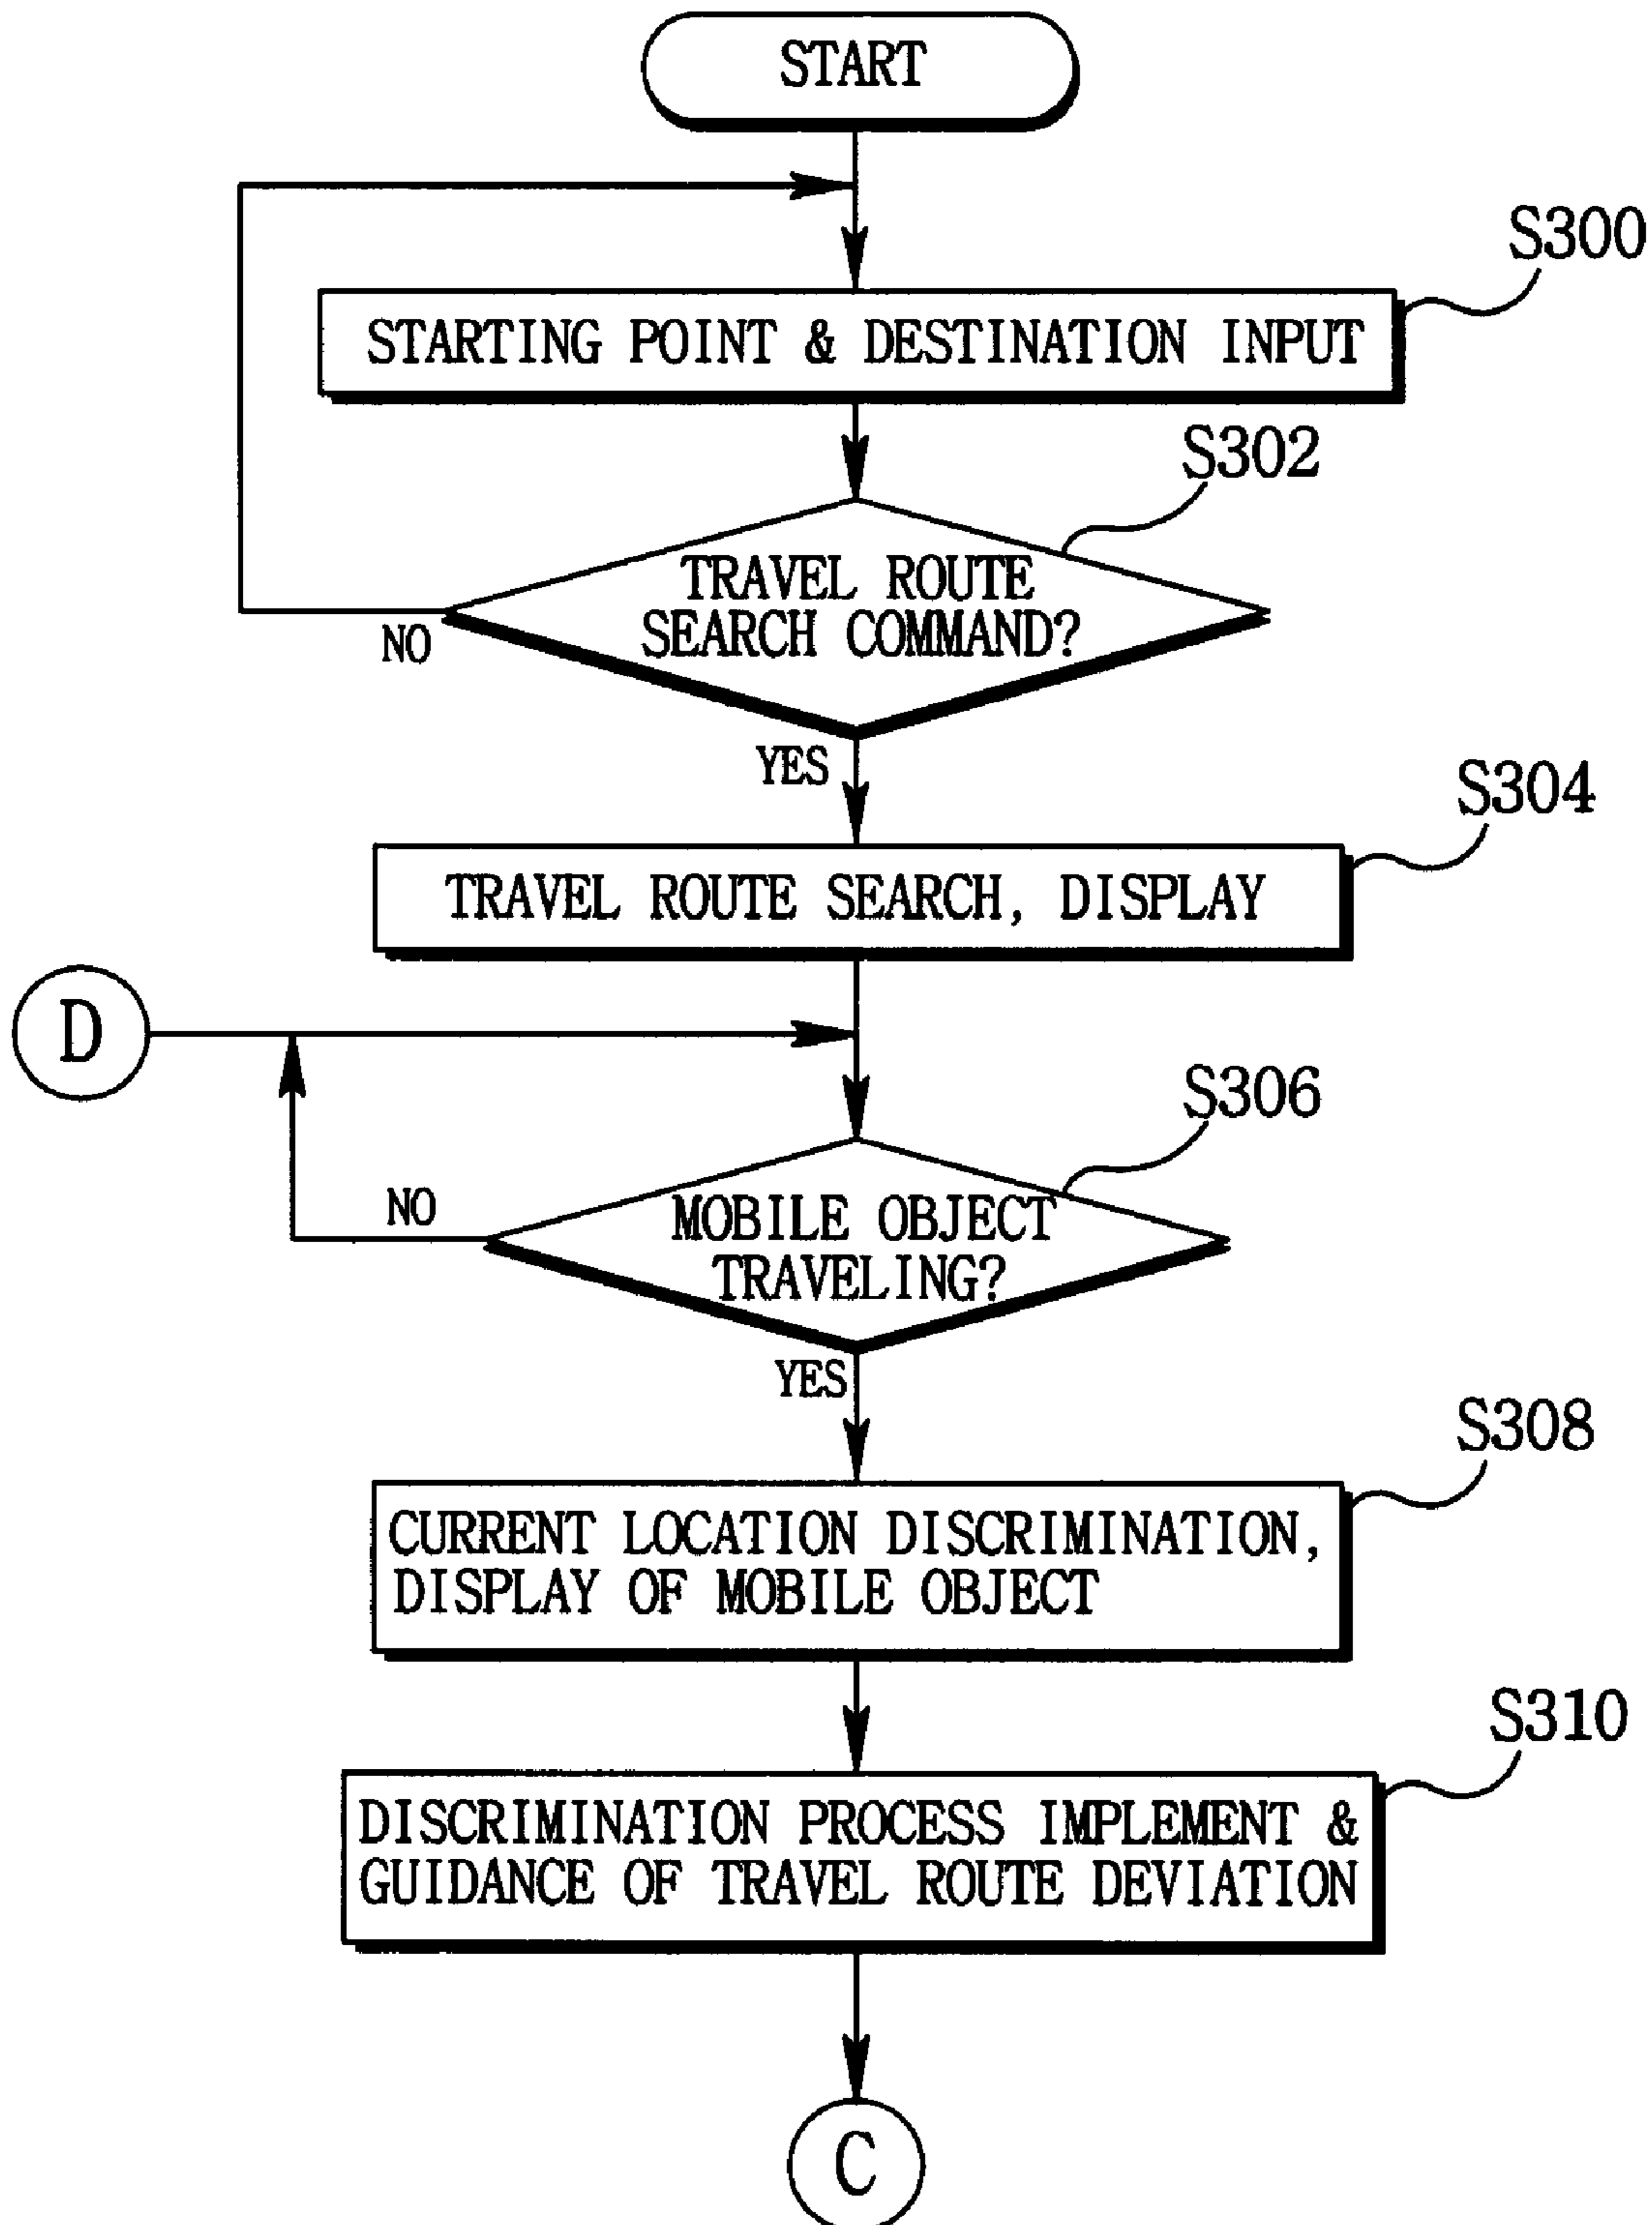 START
S300
STARTING POINT & DESTINATION INPUT
S302
TRAVEL ROUTE
SEARCH COMMAND?
NO
YES
S304
TRAVEL ROUTE SEARCH, DISPLAY
D
S306
NO
MOBILE OBJECT
TRAVELING?
YES
S308
CURRENT LOCATION DISCRIMINATION,
DISPLAY OF MOBILE OBJECT
S310
DISCRIMINATION PROCESS IMPLEMENT &
GUIDANCE OF TRAVEL ROUTE DEVIATION
C